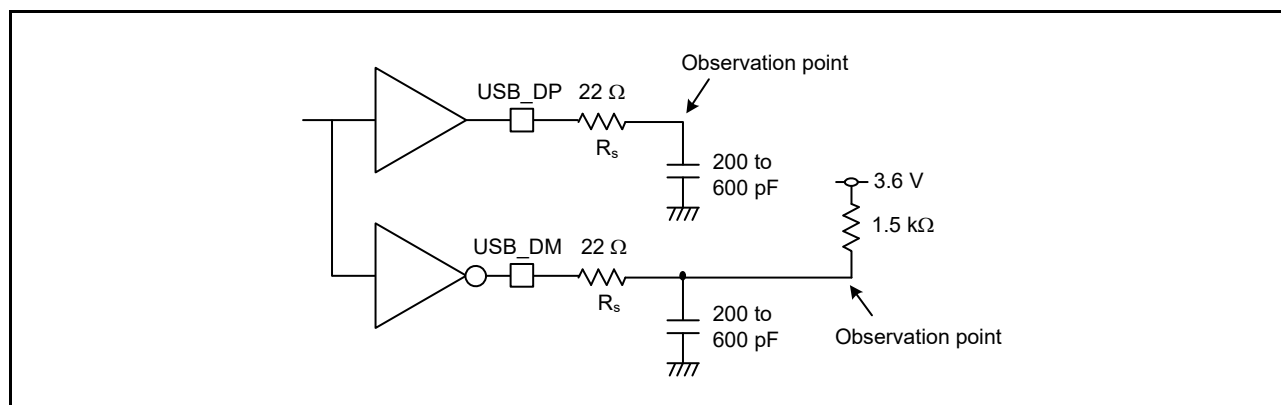 Observation point
USB_DP 22 Ω
Rs
200 to
600 pF
3.6 V
1.5 kΩ
USB_DM 22 Ω
Rs
200 to
600 pF
Observation point